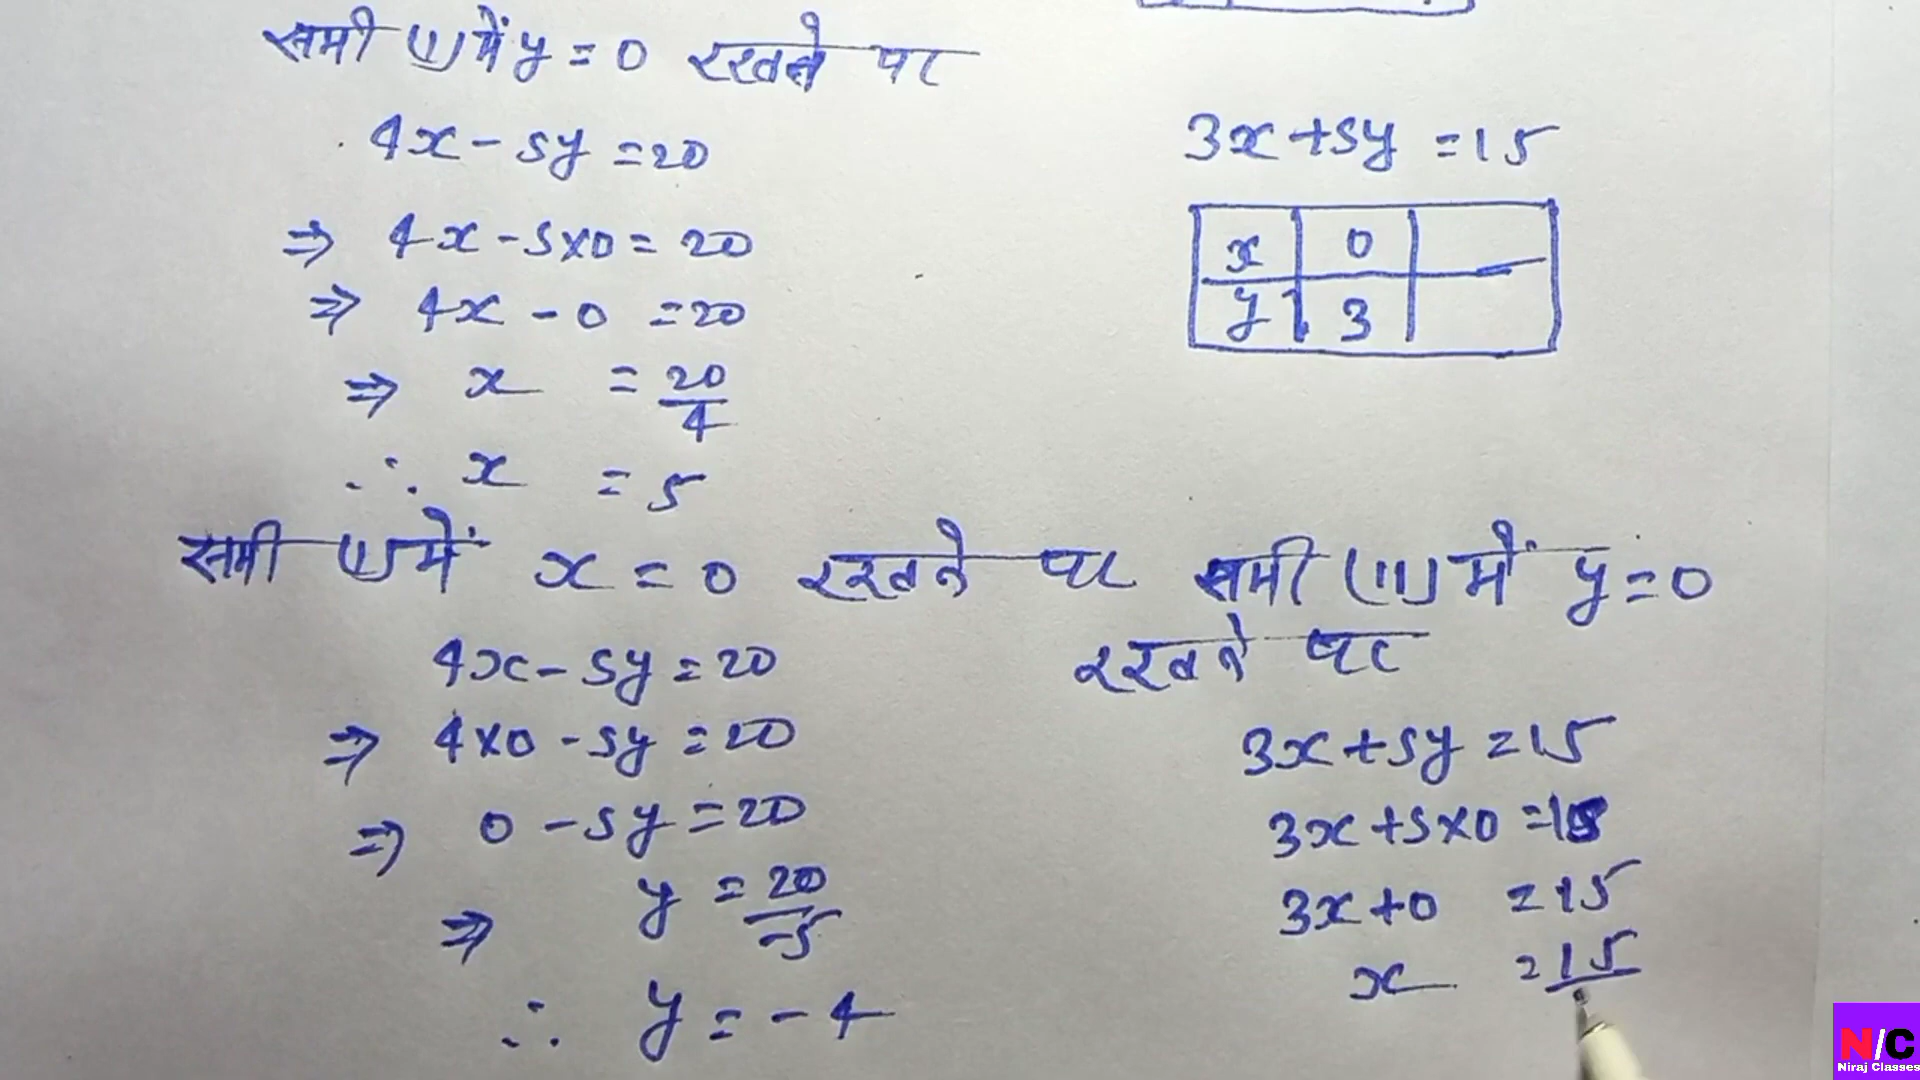 समी (i) में y = 0 रखने पर
4x - 5y = 20
⇒ 4x - 5×0 = 20
⇒ 4x - 0 = 20
⇒ x = 20/4
∴ x = 5
समी (i) में x = 0 रखने पर
4x - 5y = 20
⇒ 4×0 - 5y = 20
⇒ 0 - 5y = 20
⇒ y = 20/-5
∴ y = -4
3x + 5y = 15
x | 0 |
y | 3 |
समी (ii) में y = 0
रखने पर
3x + 5y = 15
3x + 5×0 = 15
3x + 0 = 15
x = 15/
N/C
Niraj Classes